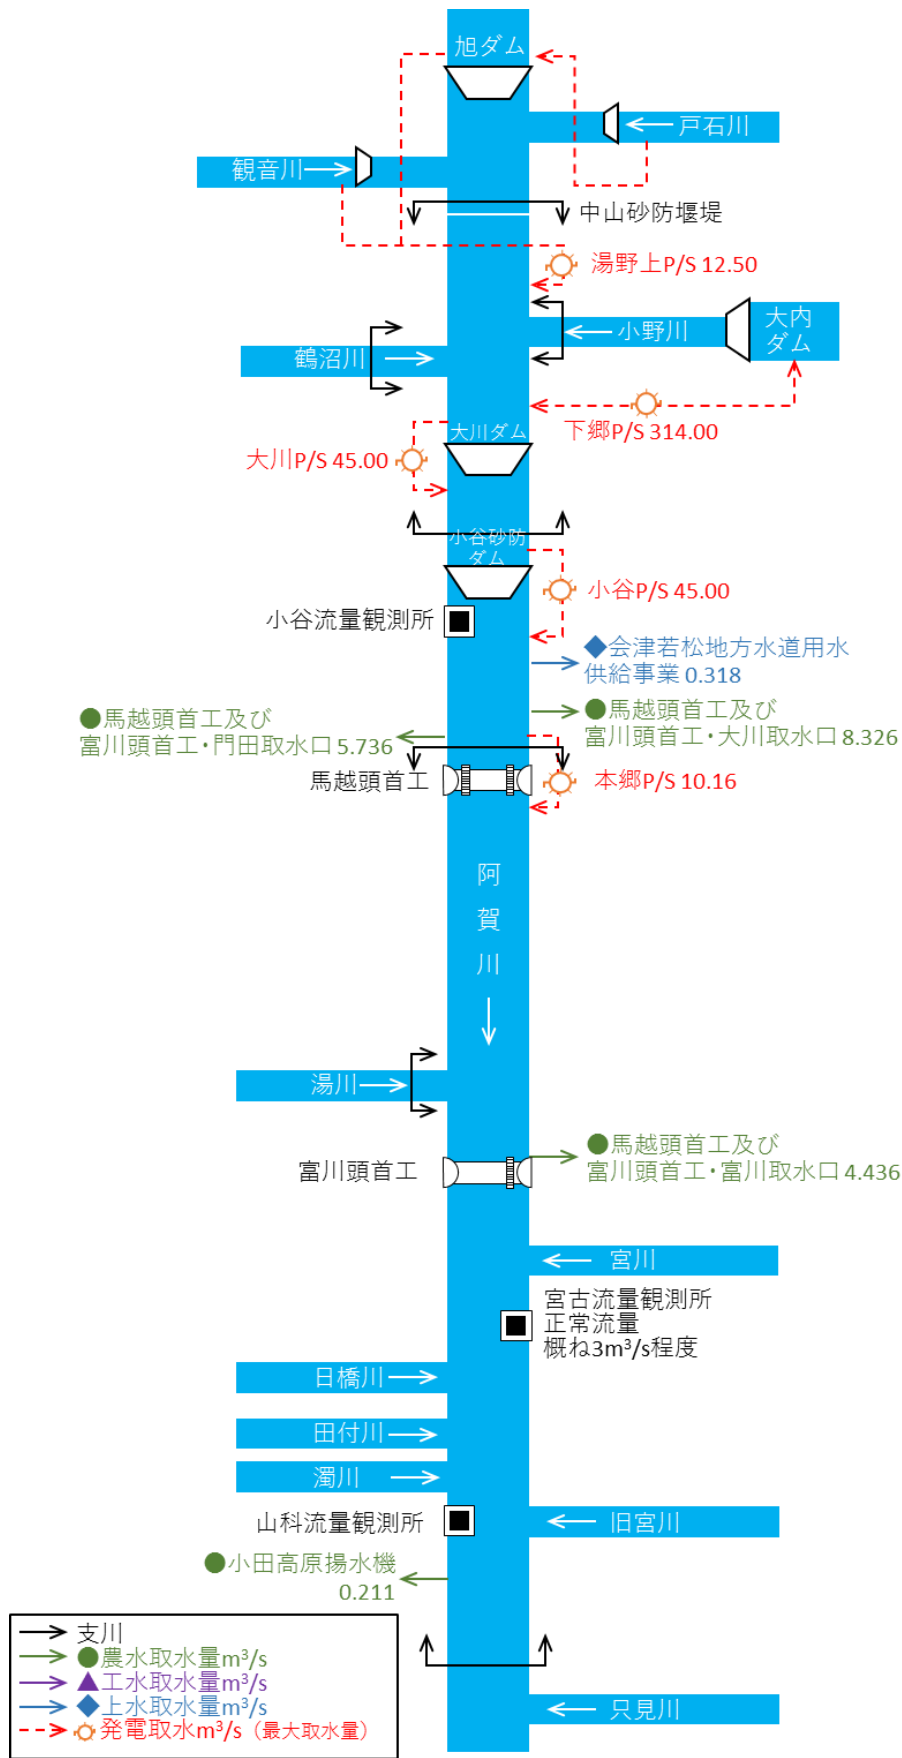 旭ダム
戸石川
観音川
中山砂防堰堤
湯野上P/S 12.50
大内
ダム
小野川
鶴沼川
下郷P/S 314.00
大川ダム
大川P/S 45.00
小谷砂防
ダム
小谷P/S 45.00
小谷流量観測所
◆会津若松地方水道用水
供給事業 0.318
●馬越頭首工及び
富川頭首工・門田取水口 5.736
●馬越頭首工及び
富川頭首工・大川取水口 8.326
馬越頭首工
本郷P/S 10.16
阿賀川
湯川
富川頭首工
●馬越頭首工及び
富川頭首工・富川取水口 4.436
宮川
宮古流量観測所
正常流量
概ね3m³/s程度
日橋川
田付川
濁川
山科流量観測所
旧宮川
●小田高原揚水機
0.211
支川
●農水取水量m³/s
▲工水取水量m³/s
◆上水取水量m³/s
発電取水m³/s（最大取水量）
只見川